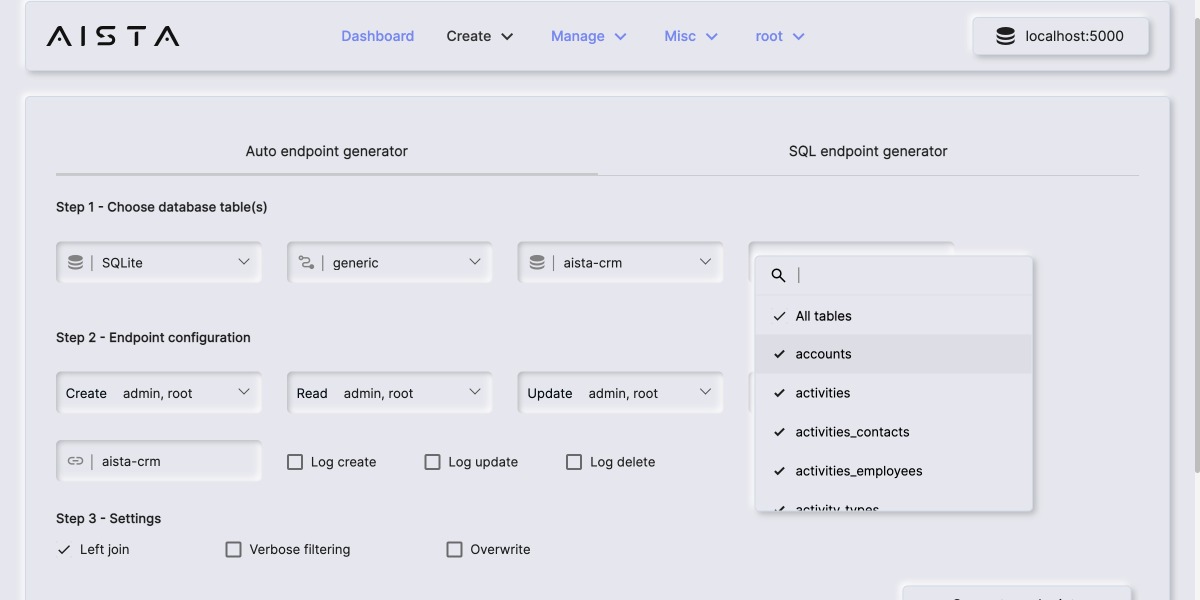 AISTA
Dashboard Create Manage Misc root localhost:5000
Auto endpoint generator SQL endpoint generator
Step 1 - Choose database table(s)
SQLite generic aista-crm
All tables
accounts
activities
activities_contacts
activities_employees
activity_types
Step 2 - Endpoint configuration
Create admin, root Read admin, root Update admin, root
aista-crm Log create Log update Log delete
Step 3 - Settings
Left join Verbose filtering Overwrite